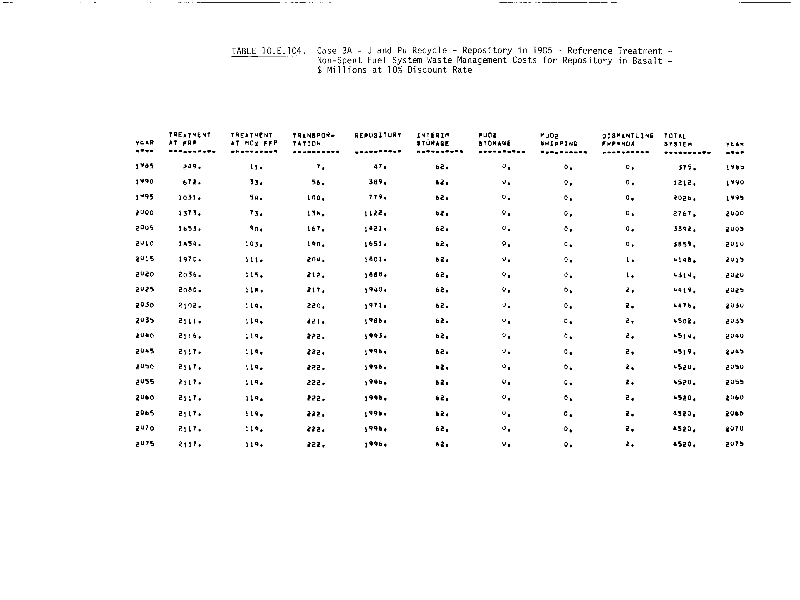 TABLE 10.E.104. Case 3A - J and Pu Recycle - Repository in 1985 - Reference Treatment -
Non-Spent Fuel System Waste Management Costs for Repository in Basalt -
$ Millions at 10% Discount Rate
TREATMENT TREATMENT TRANSPOR- REPOSITORY INTERIM PUO2 PUO2 DISMANTLING TOTAL
YEAR AT FRP AT MOX FFP TATION STORAGE STORAGE SHIPPING FRP&MOX SYSTEM YEAR
1985 11. 7. 47. 62. 0. 0. 0. 1985
1990 672. 33. 56. 389. 62. 0. 0. 0. 1212. 1990
1995 1031. 100. 779. 62. 0. 0. 0. 2026. 1995
2000 1373. 73. 1122. 62. 0. 0. 0. 2767. 2000
2005 1653. 90. 167. 1421. 62. 0. 0. 0. 2005
2010 103. 190. 1651. 62. 0. 0. 0. 2010
2015 1970. 111. 204. 1801. 62. 0. 0. 1. 4148. 2015
2020 2036. 115. 212. 1888. 62. 0. 0. 1. 4314. 2020
2025 2080. 118. 217. 1940. 62. 0. 0. 2. 4419. 2025
2030 2102. 119. 220. 1971. 62. 0. 0. 2. 4476. 2030
2035 2111. 119. 221. 1986. 62. 0. 0. 2. 4502. 2035
2040 2116. 119. 222. 1993. 62. 0. 0. 2. 4514. 2040
2045 2117. 119. 222. 1996. 62. 0. 0. 2. 4519. 2045
2050 2117. 119. 222. 1996. 62. 0. 0. 2. 4520. 2050
2055 2117. 119. 222. 1996. 62. 0. 0. 2. 4520. 2055
2060 2117. 119. 222. 1996. 62. 0. 0. 2. 4520. 2060
2065 2117. 119. 222. 1996. 62. 0. 0. 2. 4520. 2065
2070 2117. 119. 222. 1996. 62. 0. 0. 2. 4520. 2070
2075 2117. 119. 222. 1996. 62. 0. 0. 2. 4520. 2075